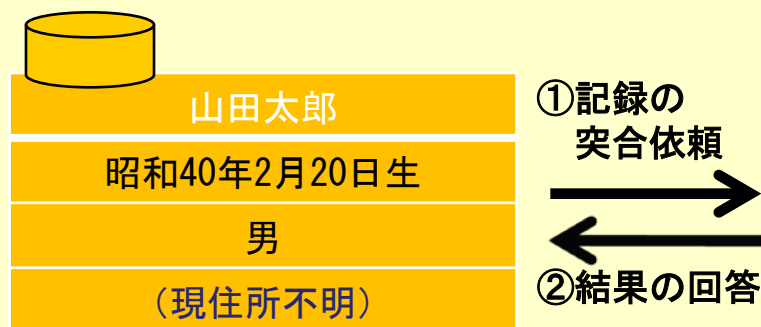 山田太郎
昭和40年2月20日生
男
（現住所不明）
①記録の
突合依頼
②結果の回答